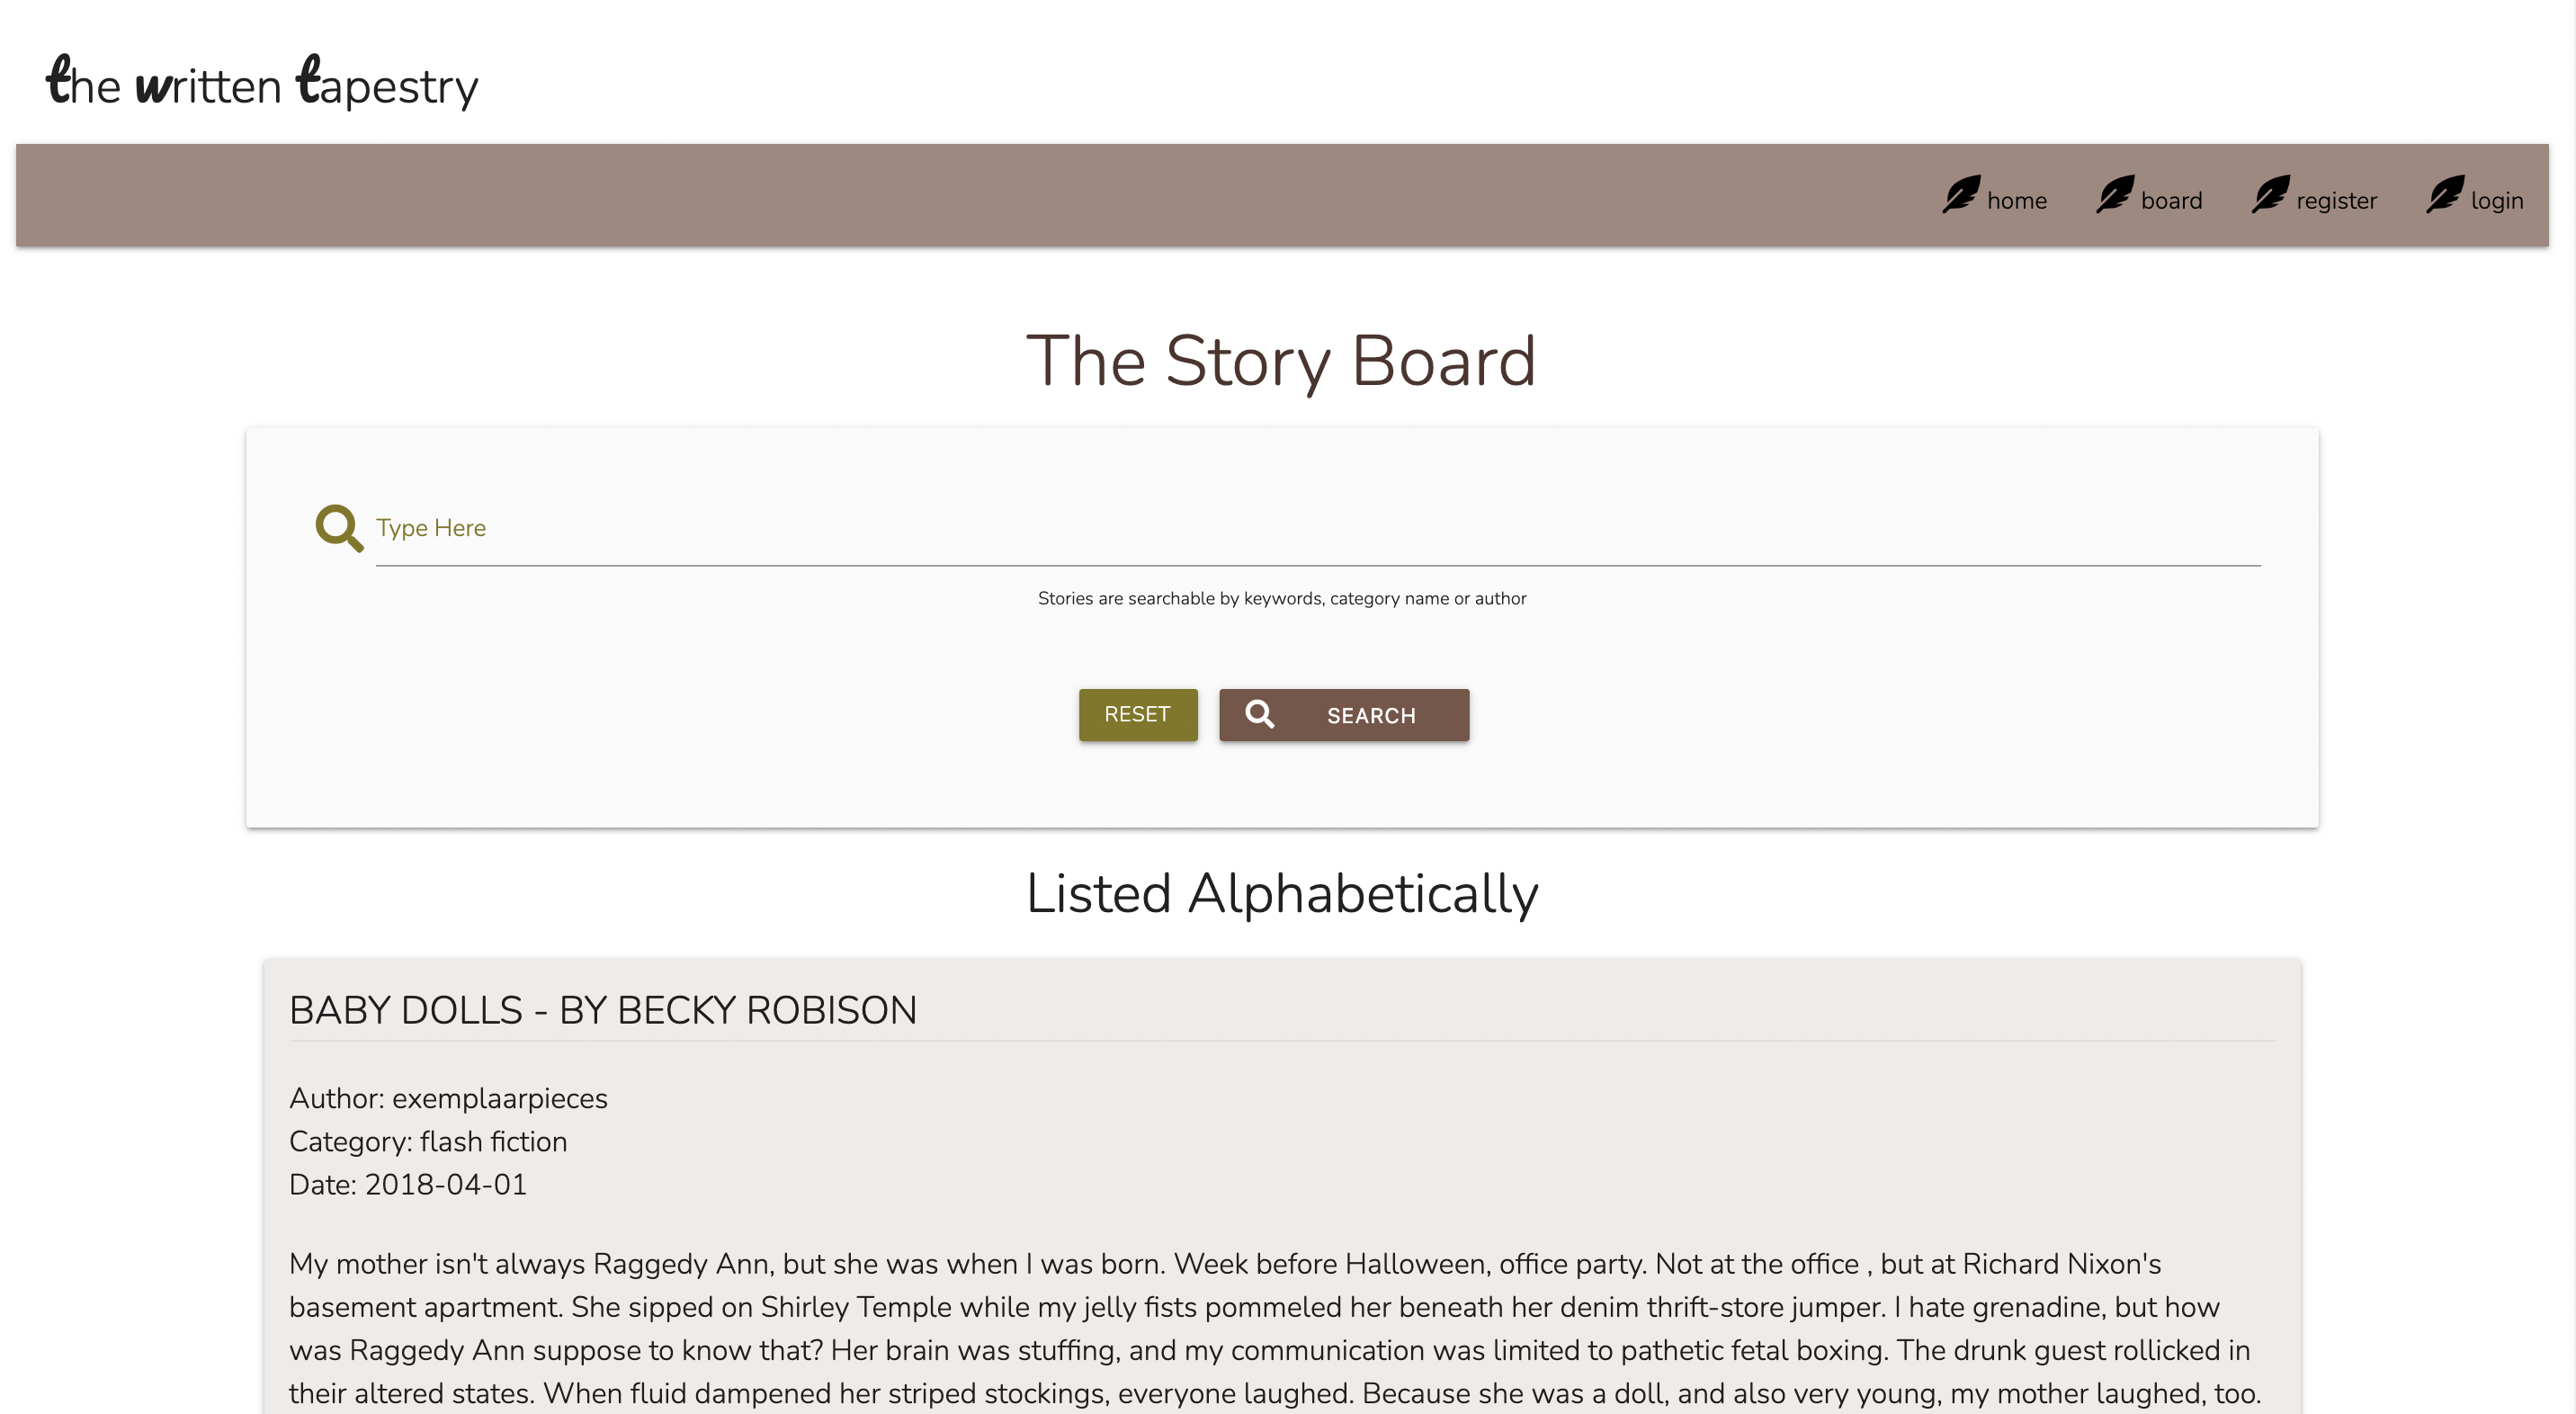 the written tapestry
home board register login
The Story Board
Type Here
Stories are searchable by keywords, category name or author
RESET SEARCH
Listed Alphabetically
BABY DOLLS - BY BECKY ROBISON
Author: exemplaarpieces
Category: flash fiction
Date: 2018-04-01
My mother isn't always Raggedy Ann, but she was when I was born. Week before Halloween, office party. Not at the office , but at Richard Nixon's
basement apartment. She sipped on Shirley Temple while my jelly fists pommeled her beneath her denim thrift-store jumper. I hate grenadine, but how
was Raggedy Ann suppose to know that? Her brain was stuffing, and my communication was limited to pathetic fetal boxing. The drunk guest rollicked in
their altered states. When fluid dampened her striped stockings, everyone laughed. Because she was a doll, and also very young, my mother laughed, too.